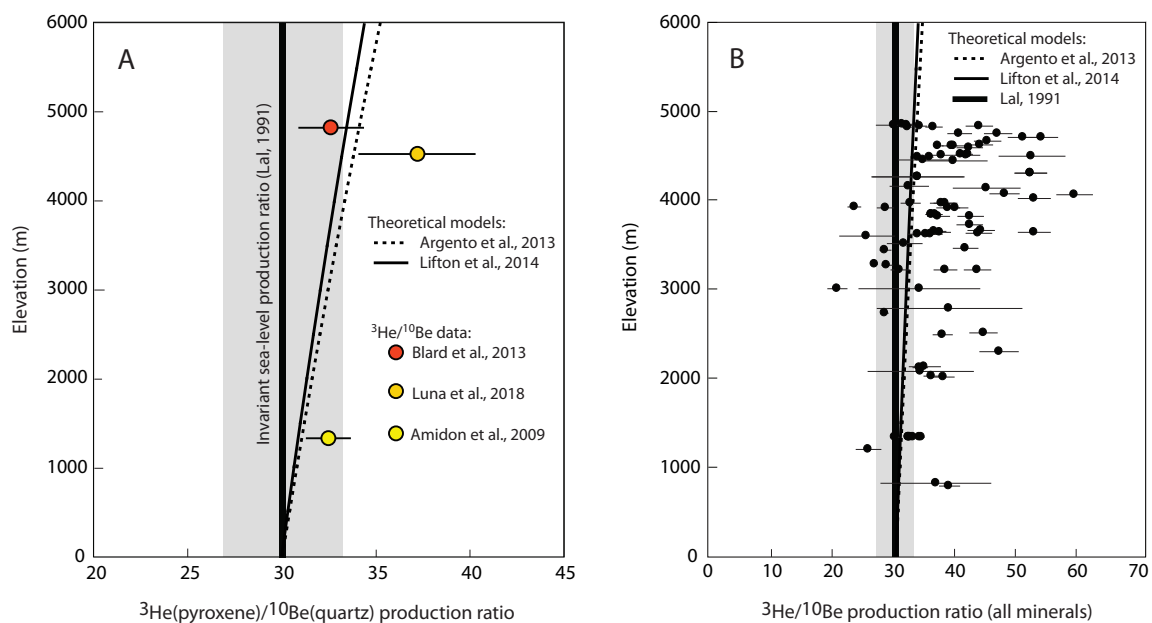 A
6000
5000
4000
3000
2000
1000
0
20
25
30
35
40
45
Elevation (m)
Invariant sea-level production ratio (Lal, 1991)
Theoretical models:
Argento et al., 2013
Lifton et al., 2014
³He/¹⁰Be data:
Blard et al., 2013
Luna et al., 2018
Amidon et al., 2009
³He(pyroxene)/¹⁰Be(quartz) production ratio
B
Theoretical models:
Argento et al., 2013
Lifton et al., 2014
Lal, 1991
6000
5000
4000
3000
2000
1000
0
0
10
20
30
40
50
60
70
Elevation (m)
³He/¹⁰Be production ratio (all minerals)